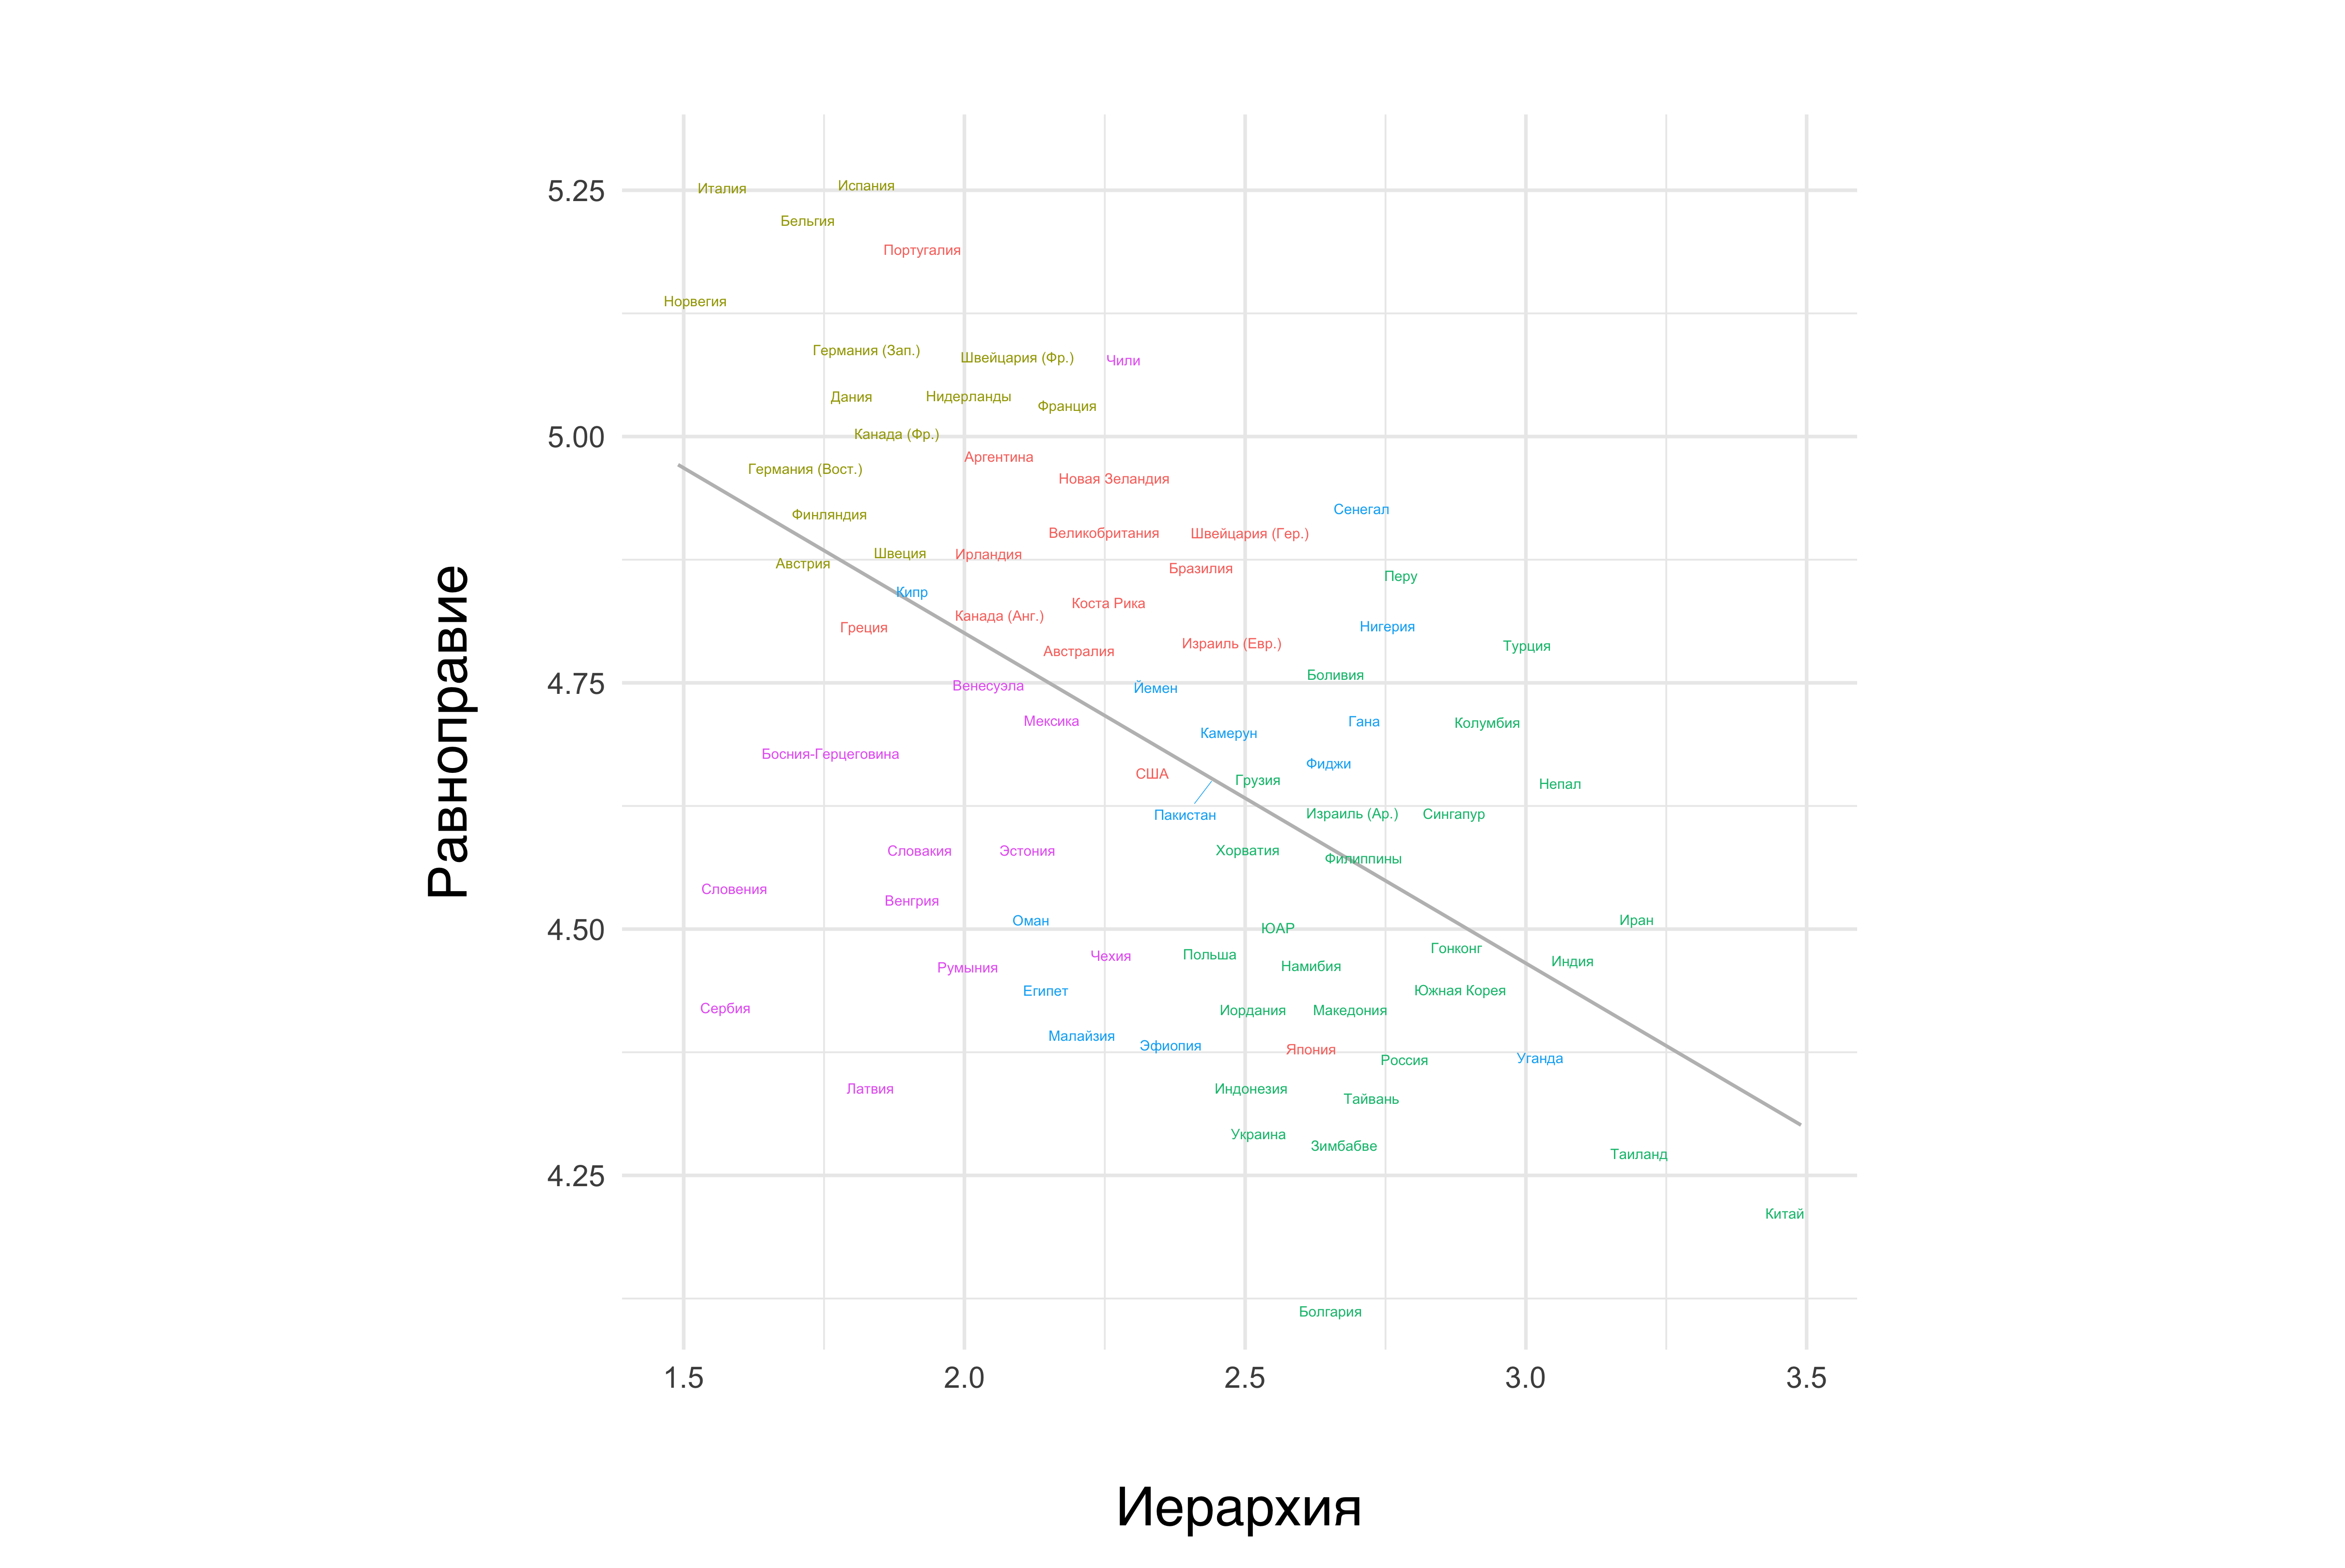 Равноправие
5.25
5.00
4.75
4.50
4.25
Италия
Испания
Бельгия
Португалия
Норвегия
Германия (Зап.)
Швейцария (Фр.)
Чили
Дания
Нидерланды
Франция
Канада (Фр.)
Аргентина
Германия (Вост.)
Новая Зеландия
Сенегал
Финляндия
Великобритания
Швейцария (Гер.)
Швеция
Ирландия
Австрия
Бразилия
Перу
Кипр
Коста Рика
Канада (Анг.)
Греция
Нигерия
Израиль (Евр.)
Турция
Австралия
Боливия
Венесуэла
Йемен
Мексика
Гана
Колумбия
Камерун
Босния-Герцеговина
Фиджи
США
Грузия
Непал
Пакистан
Израиль (Ар.)
Сингапур
Словакия
Эстония
Хорватия
Филиппины
Словения
Венгрия
Оман
Иран
ЮАР
Гонконг
Чехия
Польша
Индия
Румыния
Намибия
Египет
Южная Корея
Сербия
Иордания
Македония
Малайзия
Эфиопия
Япония
Россия
Уганда
Латвия
Индонезия
Тайвань
Украина
Зимбабве
Таиланд
Китай
Болгария
1.5
2.0
2.5
3.0
3.5
Иерархия